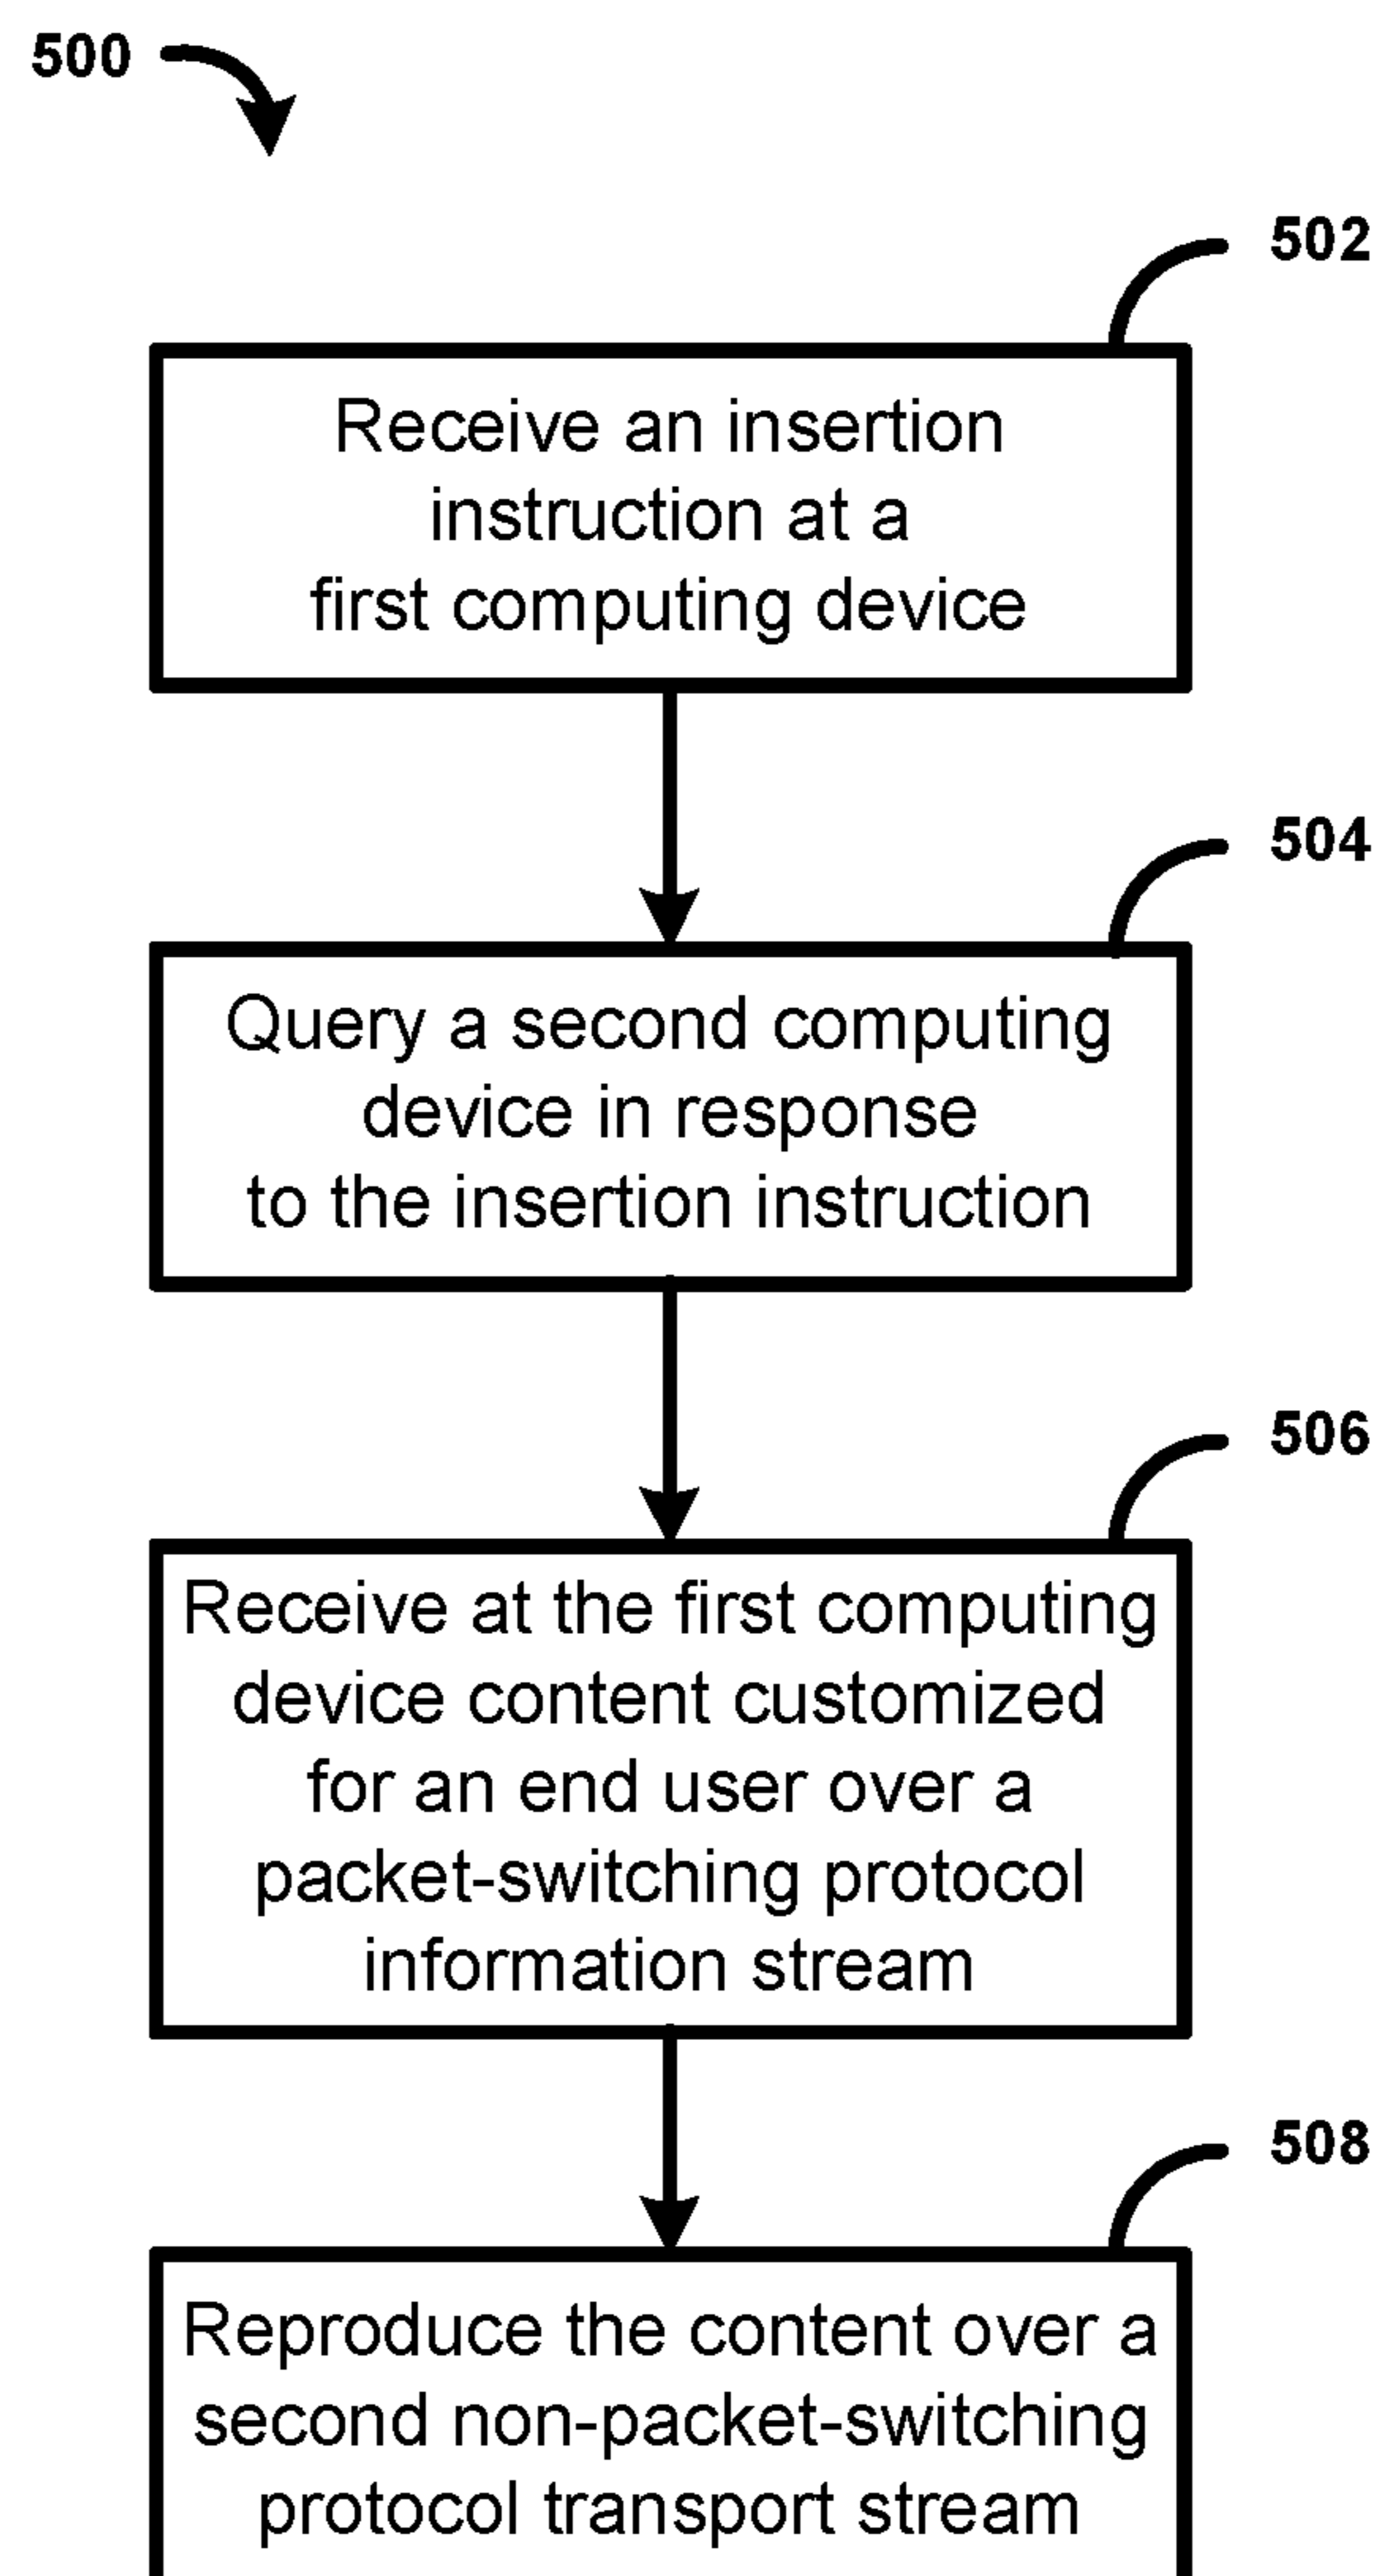 500
502
Receive an insertion
instruction at a
first computing device
504
Query a second computing
device in response
to the insertion instruction
506
Receive at the first computing
device content customized
for an end user over a
packet-switching protocol
information stream
508
Reproduce the content over a
second non-packet-switching
protocol transport stream